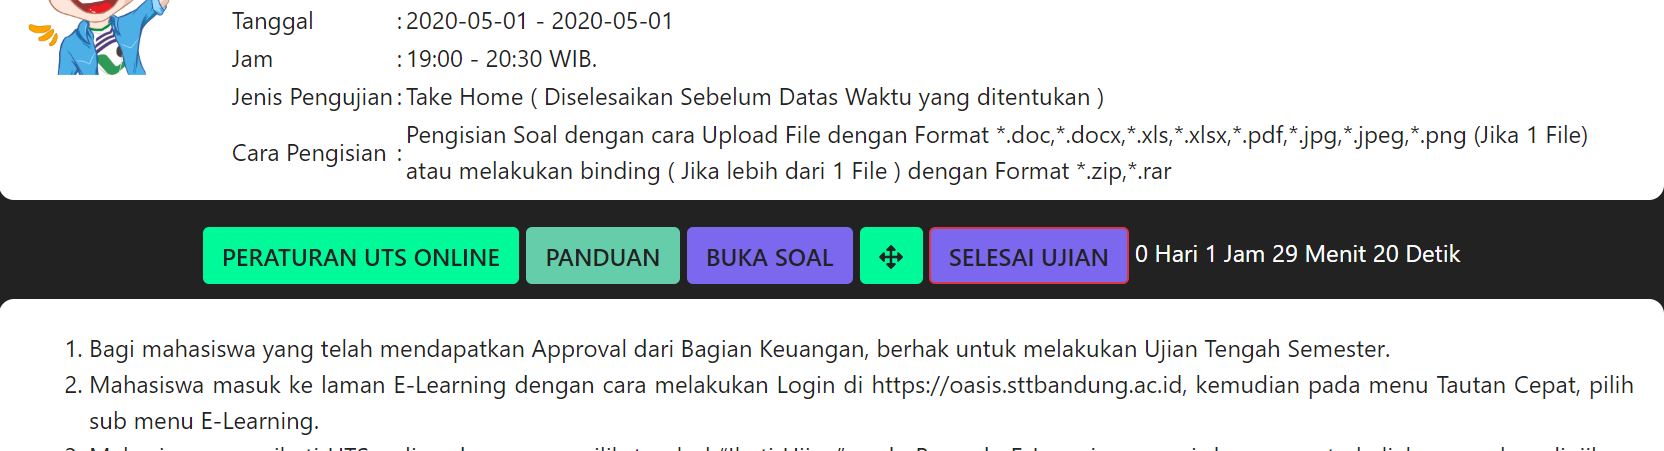 Tanggal : 2020-05-01 - 2020-05-01
Jam : 19:00 - 20:30 WIB.
Jenis Pengujian : Take Home ( Diselesaikan Sebelum Datas Waktu yang ditentukan )
Cara Pengisian : Pengisian Soal dengan cara Upload File dengan Format *.doc,*.docx,*.xls,*.xlsx,*.pdf,*.jpg,*.jpeg,*.png (Jika 1 File)
atau melakukan binding ( Jika lebih dari 1 File ) dengan Format *.zip,*.rar
PERATURAN UTS ONLINE PANDUAN BUKA SOAL SELESAI UJIAN 0 Hari 1 Jam 29 Menit 20 Detik
1. Bagi mahasiswa yang telah mendapatkan Approval dari Bagian Keuangan, berhak untuk melakukan Ujian Tengah Semester.
2. Mahasiswa masuk ke laman E-Learning dengan cara melakukan Login di https://oasis.sttbandung.ac.id, kemudian pada menu Tautan Cepat, pilih
sub menu E-Learning.